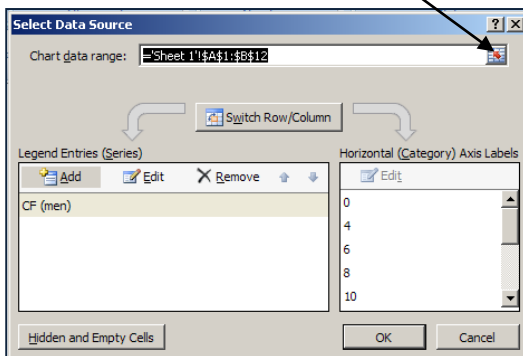 Select Data Source
Chart data range: ='Sheet 1'!$A$1:$B$12
Switch Row/Column
Legend Entries (Series)
Add Edit Remove
CF (men)
Horizontal (Category) Axis Labels
Edit
0
4
6
8
10
Hidden and Empty Cells
OK Cancel